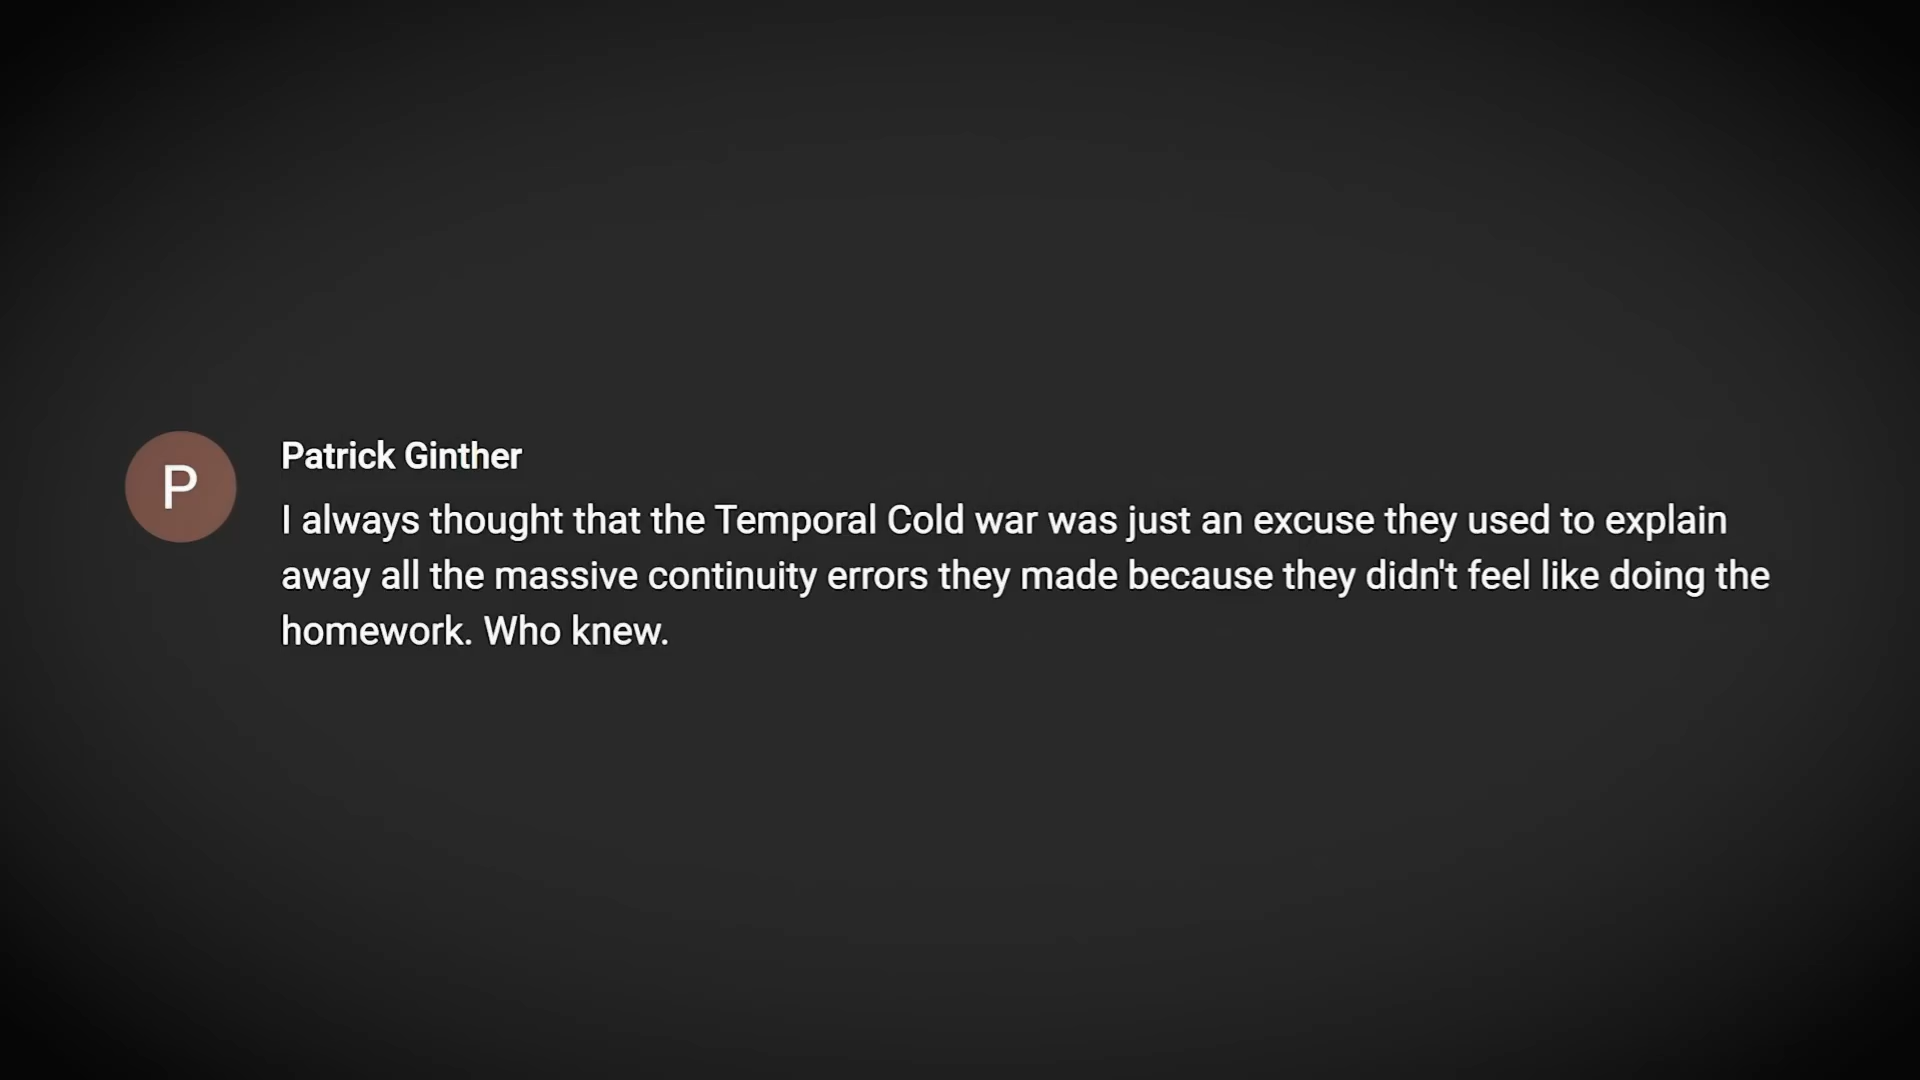 P
Patrick Ginther
I always thought that the Temporal Cold war was just an excuse they used to explain
away all the massive continuity errors they made because they didn't feel like doing the
homework. Who knew.